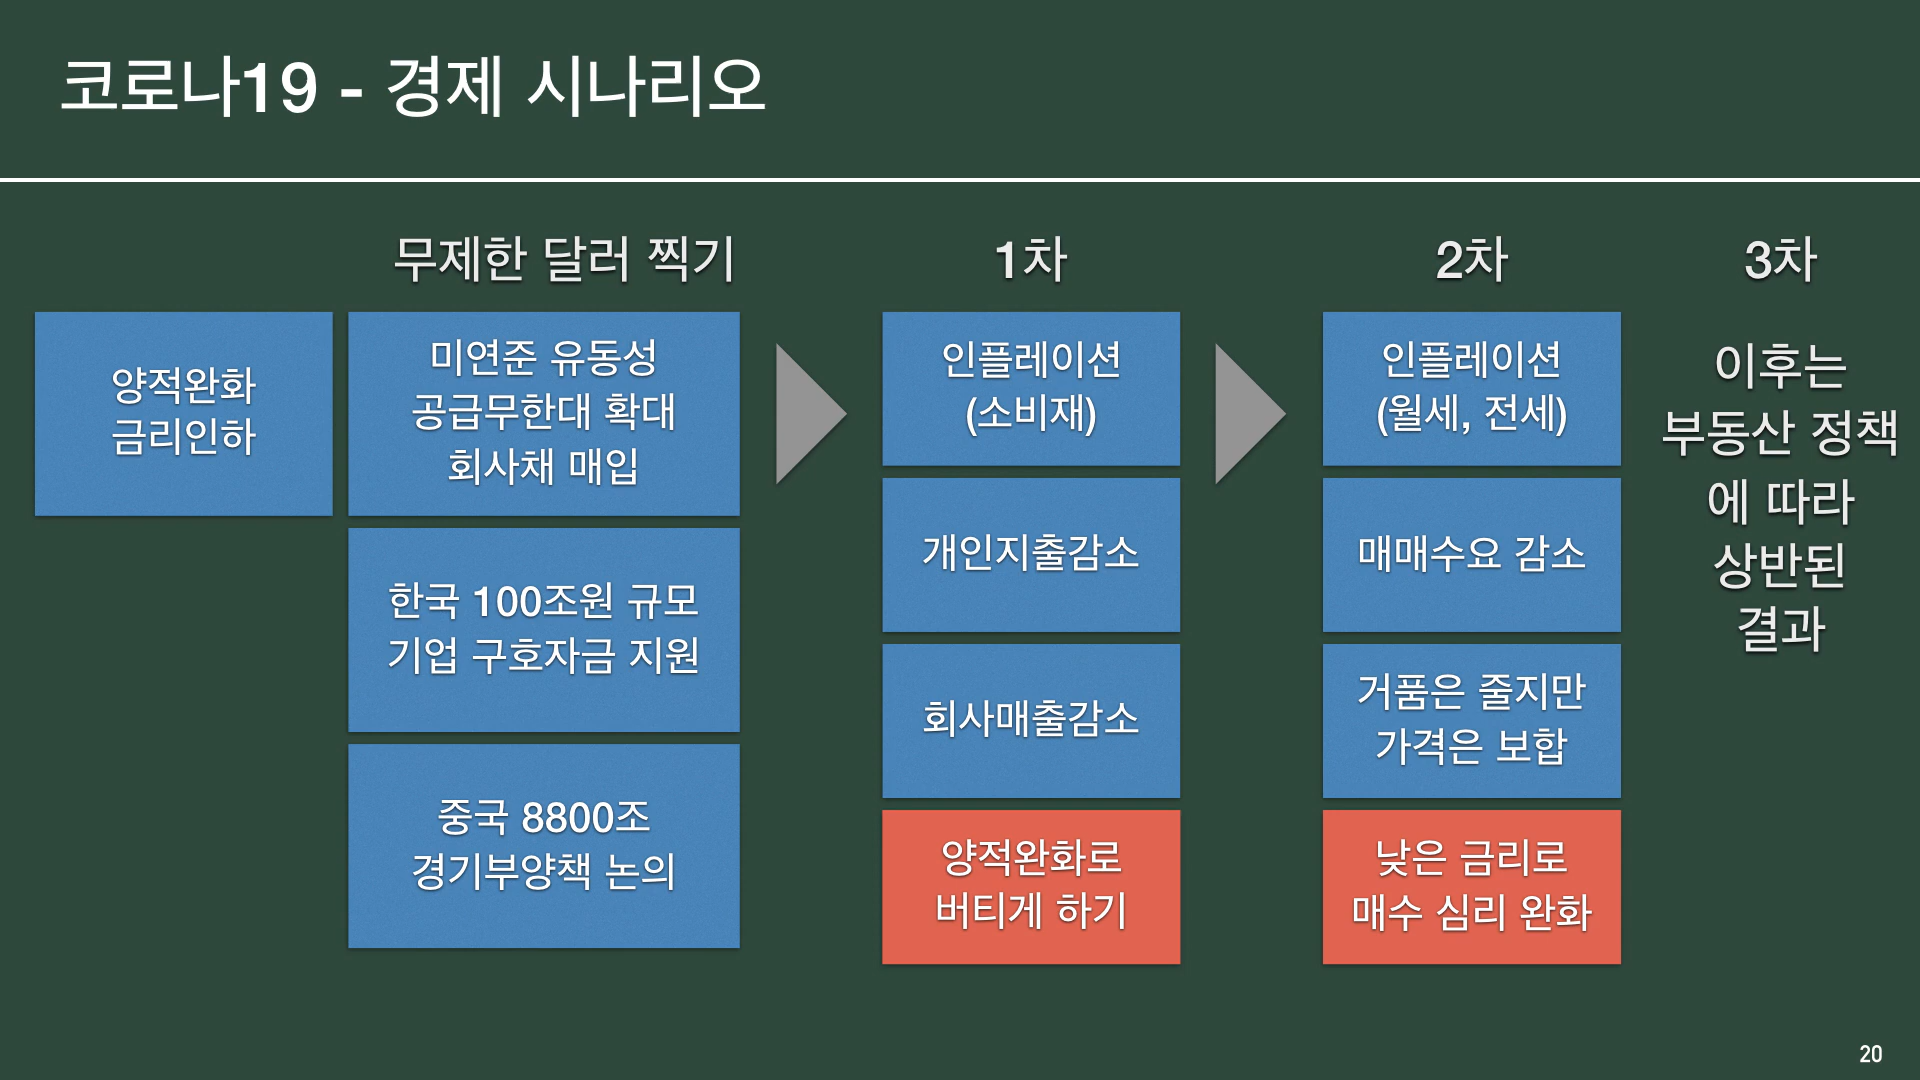 코로나19 - 경제 시나리오
무제한 달러 찍기
양적완화
금리인하
미연준 유동성
공급무한대 확대
회사채 매입
한국 100조원 규모
기업 구호자금 지원
중국 8800조
경기부양책 논의
1차
인플레이션
(소비재)
개인지출감소
회사매출감소
양적완화로
버티게 하기
2차
인플레이션
(월세, 전세)
매매수요 감소
거품은 줄지만
가격은 보합
낮은 금리로
매수 심리 완화
3차
이후는
부동산 정책
에 따라
상반된
결과
20